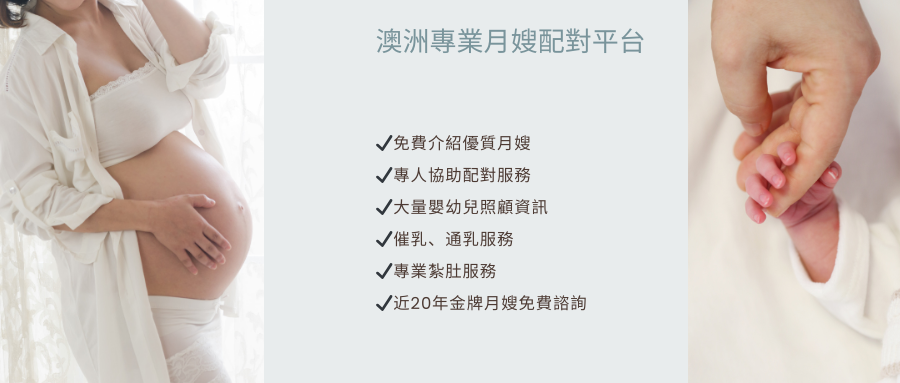 澳洲專業月嫂配對平台
✓免費介紹優質月嫂
✓專人協助配對服務
✓大量嬰幼兒照顧資訊
✓催乳、通乳服務
✓專業紮肚服務
✓近20年金牌月嫂免費諮詢